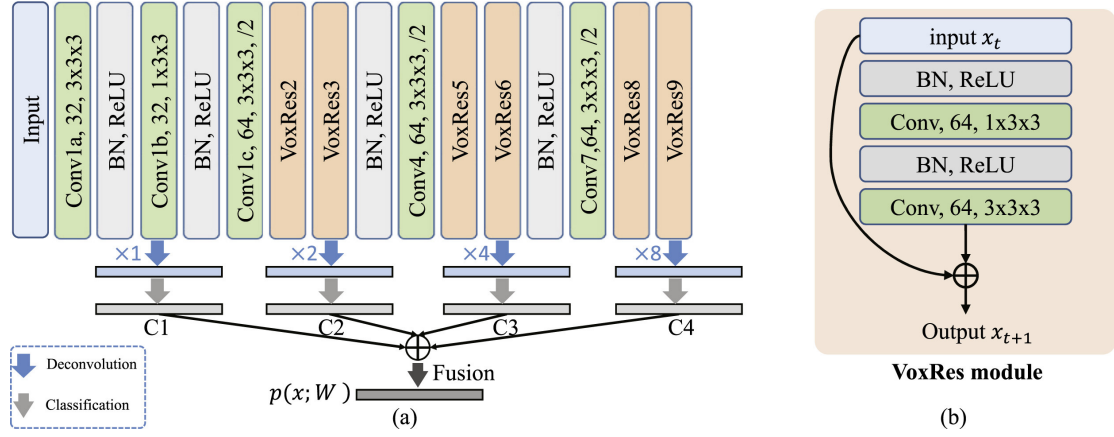 Input
Conv1a, 32, 3x3x3
BN, ReLU
Conv1b, 32, 1x3x3
BN, ReLU
Conv1c, 64, 3x3x3, /2
VoxRes2
VoxRes3
BN, ReLU
Conv4, 64, 3x3x3, /2
VoxRes5
VoxRes6
BN, ReLU
Conv7,64, 3x3x3, /2
VoxRes8
VoxRes9
×1
×2
×4
×8
C1
C2
C3
C4
Fusion
p(x; W)
Deconvolution
Classification
(a)
input x_t
BN, ReLU
Conv, 64, 1x3x3
BN, ReLU
Conv, 64, 3x3x3
Output x_{t+1}
VoxRes module
(b)